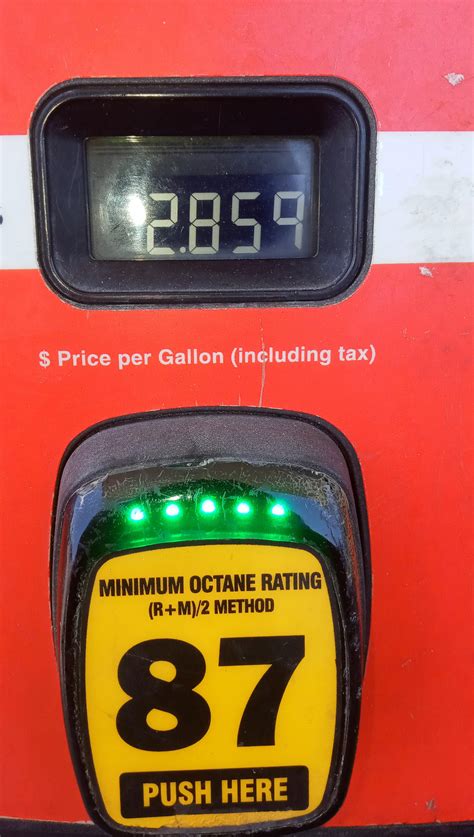 2.859
$ Price per Gallon (including tax)
MINIMUM OCTANE RATING
(R+M)/2 METHOD
87
PUSH HERE